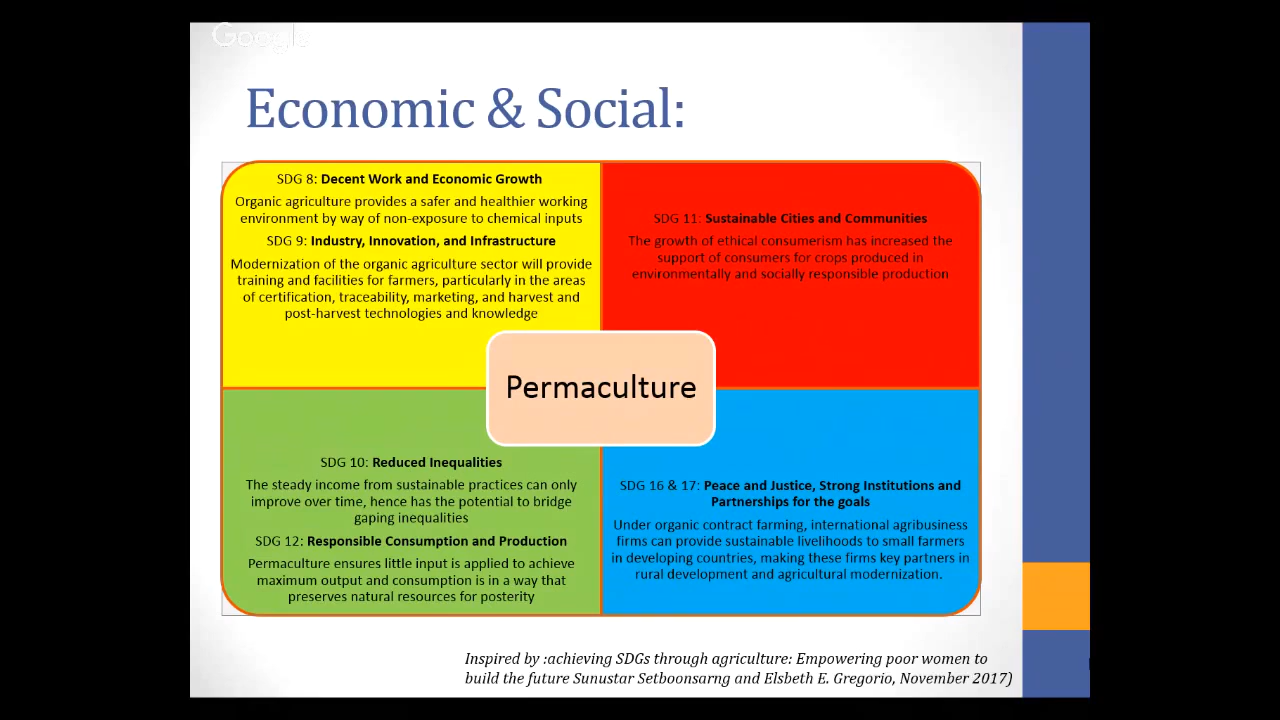 Google
Economic & Social:
SDG 8: Decent Work and Economic Growth
Organic agriculture provides a safer and healthier working
environment by way of non-exposure to chemical inputs
SDG 9: Industry, Innovation, and Infrastructure
Modernization of the organic agriculture sector will provide
training and facilities for farmers, particularly in the areas
of certification, traceability, marketing, and harvest and
post-harvest technologies and knowledge
SDG 11: Sustainable Cities and Communities
The growth of ethical consumerism has increased the
support of consumers for crops produced in
environmentally and socially responsible production
Permaculture
SDG 10: Reduced Inequalities
The steady income from sustainable practices can only
improve over time, hence has the potential to bridge
gaping inequalities
SDG 12: Responsible Consumption and Production
Permaculture ensures little input is applied to achieve
maximum output and consumption is in a way that
preserves natural resources for posterity
SDG 16 & 17: Peace and Justice, Strong Institutions and
Partnerships for the goals
Under organic contract farming, international agribusiness
firms can provide sustainable livelihoods to small farmers
in developing countries, making these firms key partners in
rural development and agricultural modernization.
Inspired by :achieving SDGs through agriculture: Empowering poor women to
build the future Sunustar Setboonsarng and Elsbeth E. Gregorio, November 2017)